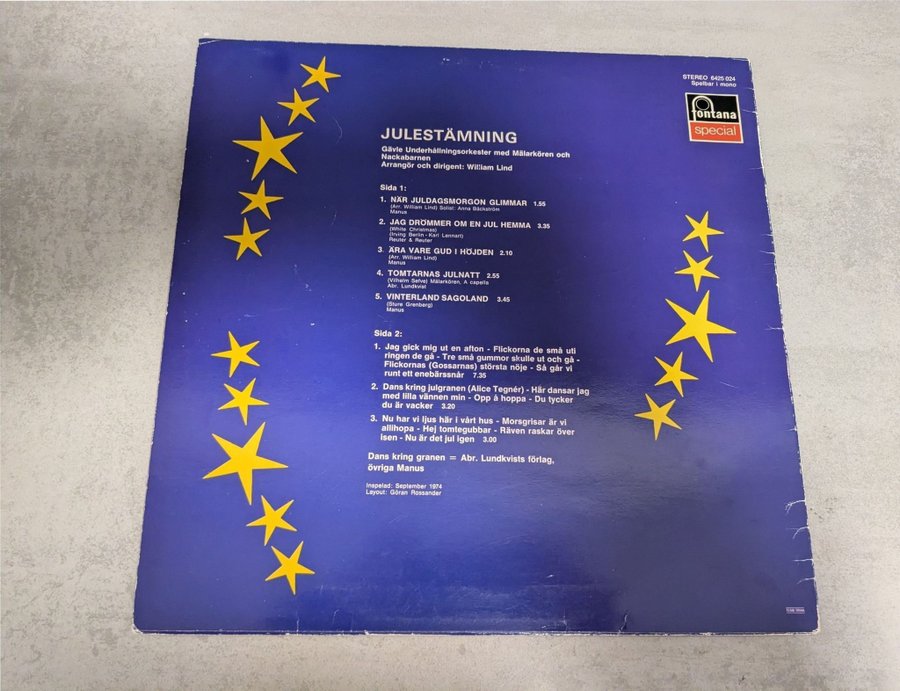 STEREO 6425 024
Spelbar i mono
fontana
special
JULESTÄMNING
Gävle Underhållningsorkester med Mälarkören och
Nackabarnen
Arrangör och dirigent: William Lind
Sida 1:
1. NÄR JULDAGSMORGON GLIMMAR 1.55
(Arr. William Lind) Solist: Anna Bäckström
Manus
2. JAG DRÖMMER OM EN JUL HEMMA 3.35
(White Christmas)
(Irving Berlin - Karl Lennart)
Reuter & Reuter
3. ÄRA VARE GUD I HÖJDEN 2.10
(Arr. William Lind)
Manus
4. TOMTARNAS JULNATT 2.55
(Vilhelm Sefve) Mälarkören, A capella
Abr. Lundkvist
5. VINTERLAND SAGOLAND 3.45
(Sture Grenberg)
Manus
Sida 2:
1. Jag gick mig ut en afton - Flickorna de små uti
ringen de gå - Tre små gummor skulle ut och gå -
Flickornas (Gossarnas) största nöje - Så går vi
runt ett enebärssnår 7.35
2. Dans kring julgranen (Alice Tegnér) - Här dansar jag
med lilla vännen min - Opp å hoppa - Du tycker
du är vacker 3.20
3. Nu har vi ljus här i vårt hus - Morsgrisar är vi
allihopa - Hej tomtegubbar - Räven raskar över
isen - Nu är det jul igen 3.00
Dans kring granen = Abr. Lundkvists förlag,
övriga Manus
Inspelad: September 1974
Layout: Göran Rossander